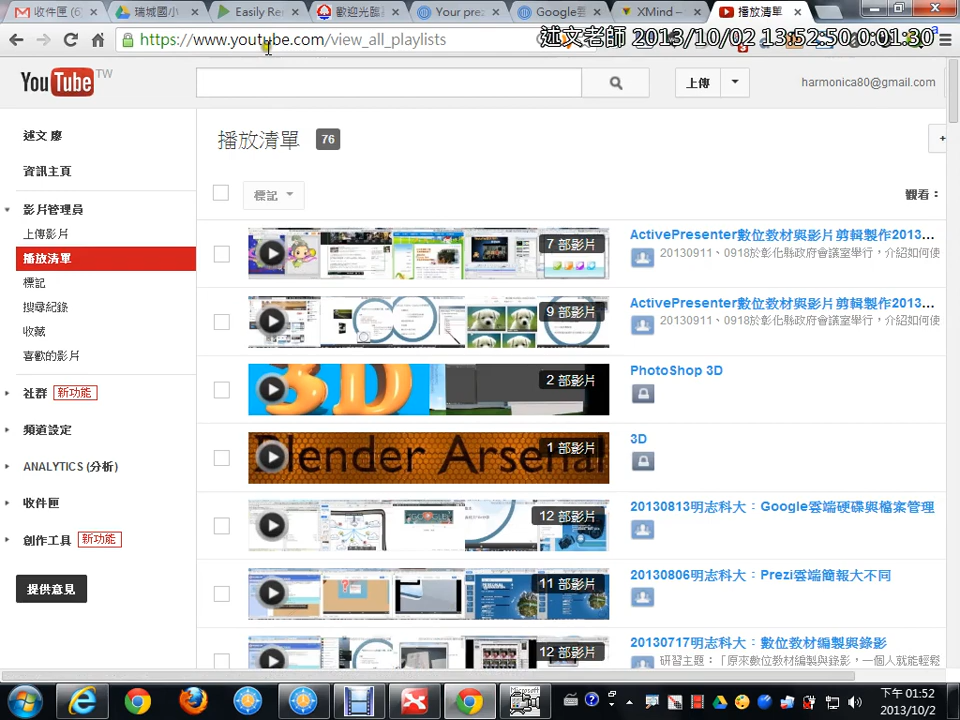 收件匣 (6
瑞城國小
Easily Re
歡迎光臨
Your prez
Google雲
XMind –
播放清單
https://www.youtube.com/view_all_playlists
述文老師 2013/10/02 13:52:50 0:01:30
YouTube TW
上傳
harmonica80@gmail.com
述文 慶
資訊主頁
影片管理員
上傳影片
播放清單
標記
搜尋紀錄
收藏
喜歡的影片
社群 新功能
頻道設定
ANALYTICS (分析)
收件匣
創作工具 新功能
提供意見
播放清單 76
標記
觀看：
7 部影片
ActivePresenter數位教材與影片剪輯製作2013...
20130911、0918於彰化縣政府會議室舉行，介紹如何使
9 部影片
ActivePresenter數位教材與影片剪輯製作2013...
20130911、0918於彰化縣政府會議室舉行，介紹如何使
3D
2 部影片
PhotoShop 3D
Blender Arsenal
1 部影片
3D
12 部影片
20130813明志科大：Google雲端硬碟與檔案管理
11 部影片
20130806明志科大：Prezi雲端簡報大不同
12 部影片
20130717明志科大：數位教材編製與錄影
研習主題：「原來數位教材編製與錄影，一個人就能輕鬆
下午 01:52
2013/10/2